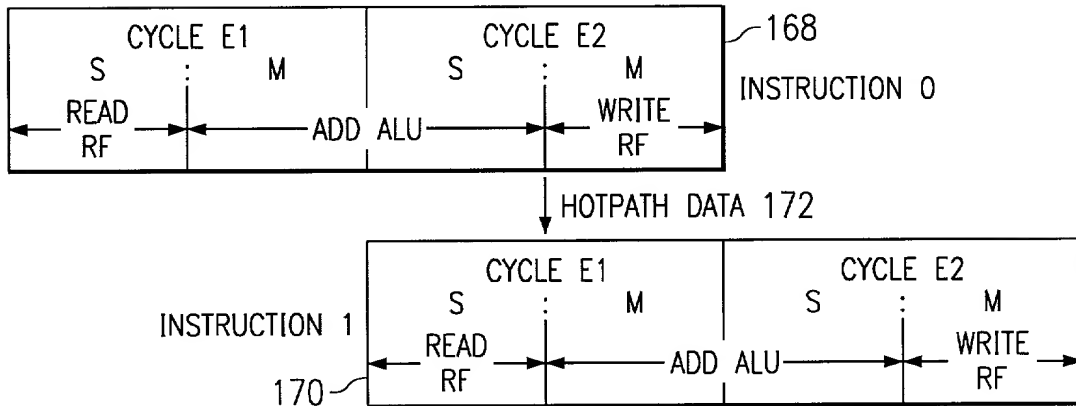 CYCLE E1 CYCLE E2 168
S M S M
INSTRUCTION 0
READ RF ADD ALU WRITE RF
HOTPATH DATA 172
CYCLE E1 CYCLE E2
S M S M
INSTRUCTION 1
READ RF ADD ALU WRITE RF
170